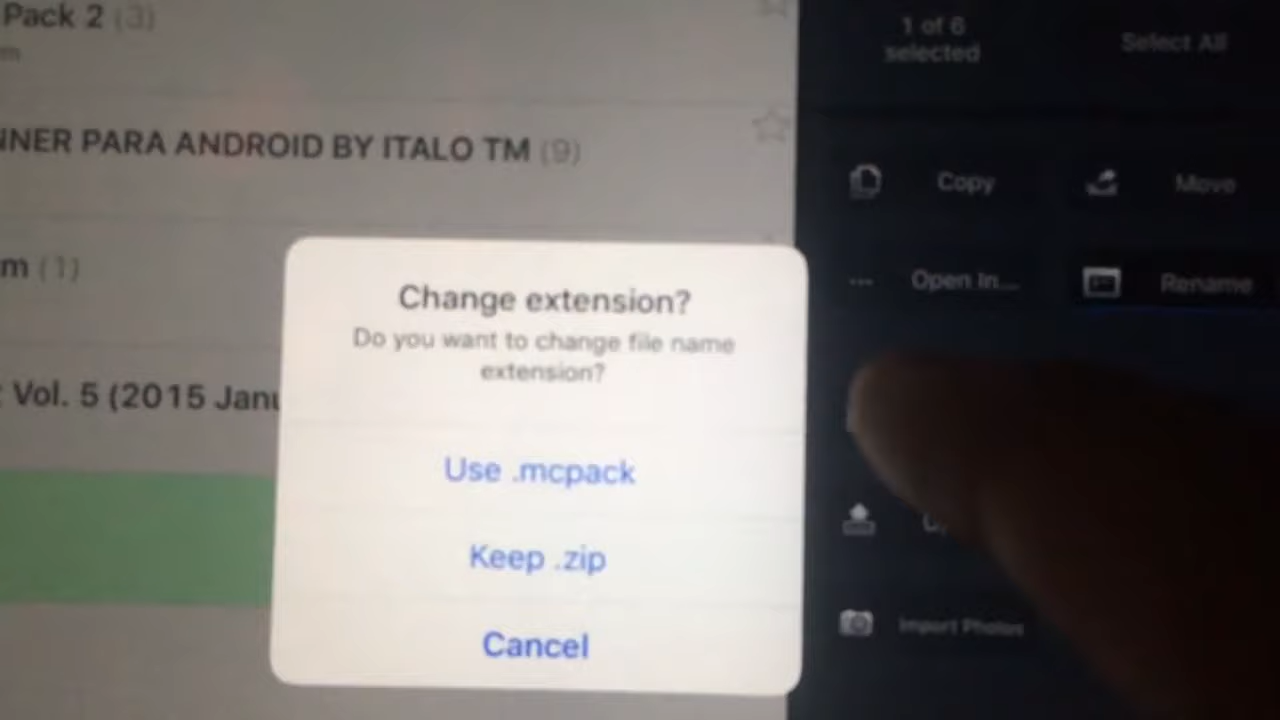 Pack 2 (3)
m
1 of 6
selected
Select All
NNER PARA ANDROID BY ITALO TM (9)
Copy
Move
m (1)
Open In...
Rename
Change extension?
Do you want to change file name
extension?
Vol. 5 (2015 Janu
Use .mcpack
Keep .zip
Cancel
Import Photos